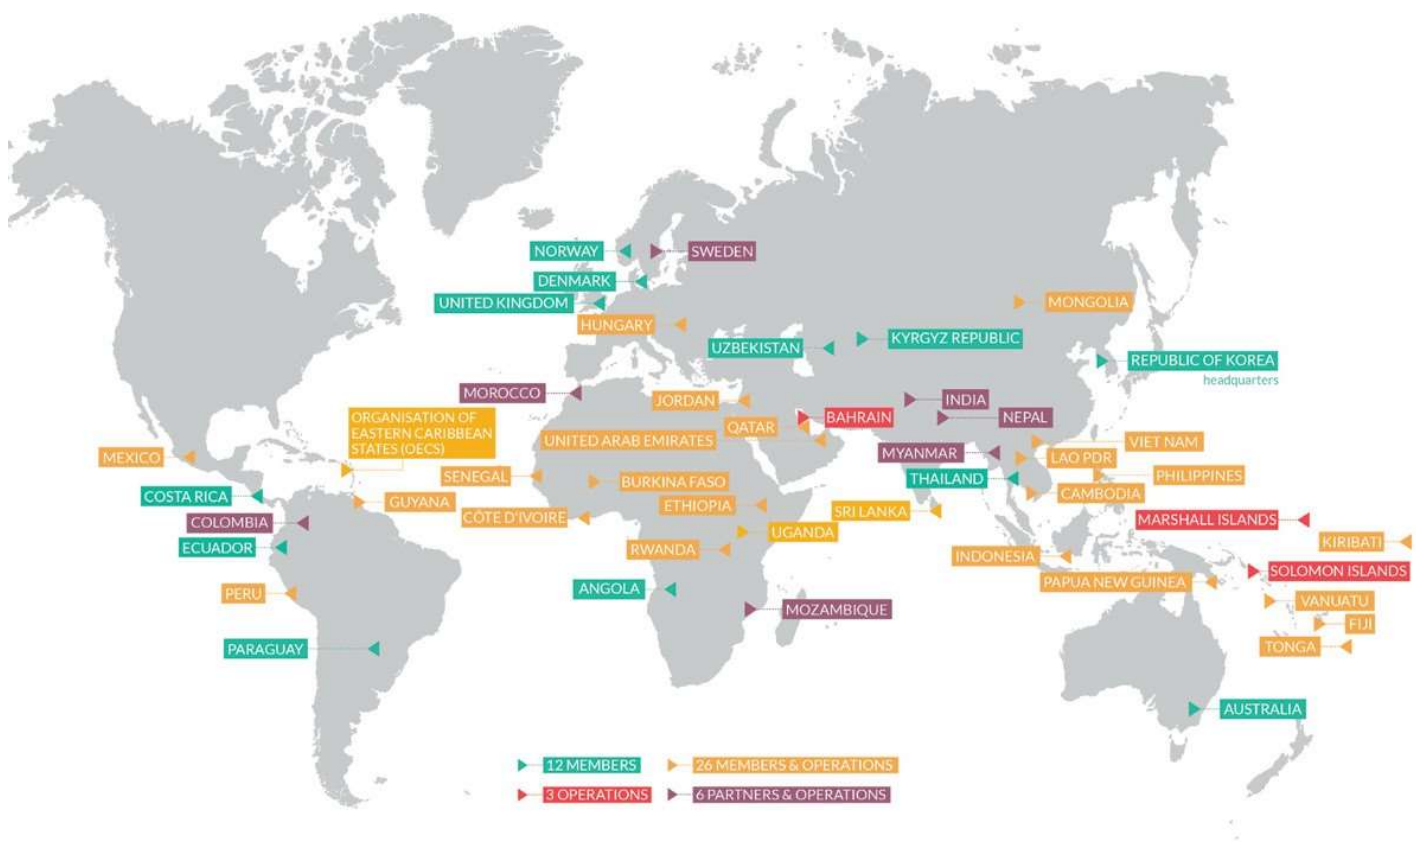 NORWAY
SWEDEN
DENMARK
UNITED KINGDOM
MONGOLIA
HUNGARY
UZBEKISTAN
KYRGYZ REPUBLIC
REPUBLIC OF KOREA
headquarters
MOROCCO
JORDAN
INDIA
ORGANISATION OF
EASTERN CARIBBEAN
STATES (OECS)
QATAR
BAHRAIN
NEPAL
UNITED ARAB EMIRATES
VIET NAM
MEXICO
MYANMAR
LAO PDR
SENEGAL
BURKINA FASO
THAILAND
PHILIPPINES
COSTA RICA
GUYANA
ETHIOPIA
CAMBODIA
COLOMBIA
CÔTE D'IVOIRE
SRI LANKA
MARSHALL ISLANDS
ECUADOR
UGANDA
KIRIBATI
RWANDA
INDONESIA
SOLOMON ISLANDS
PERU
ANGOLA
PAPUA NEW GUINEA
MOZAMBIQUE
VANUATU
FIJI
PARAGUAY
TONGA
AUSTRALIA
12 MEMBERS
26 MEMBERS & OPERATIONS
3 OPERATIONS
6 PARTNERS & OPERATIONS